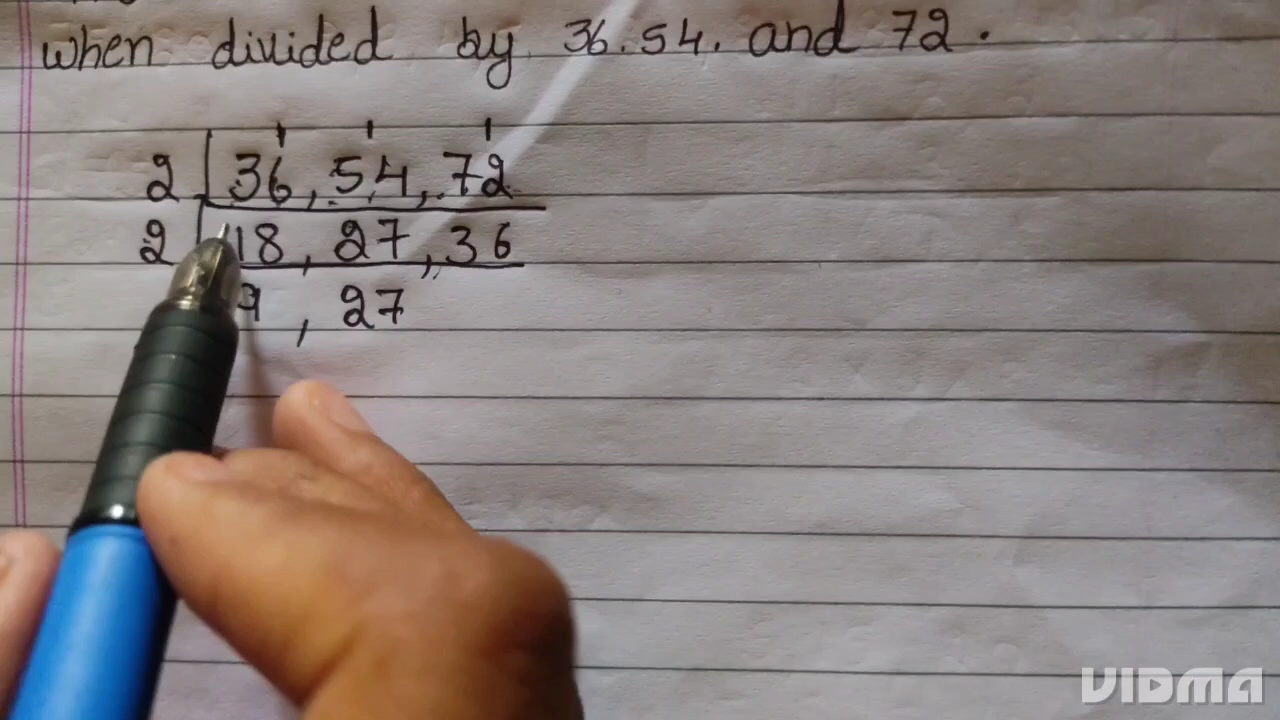 when divided by 36.54. and 72.
2 36, 54, 72
2 18, 27, 36
9, 27
VIDMA